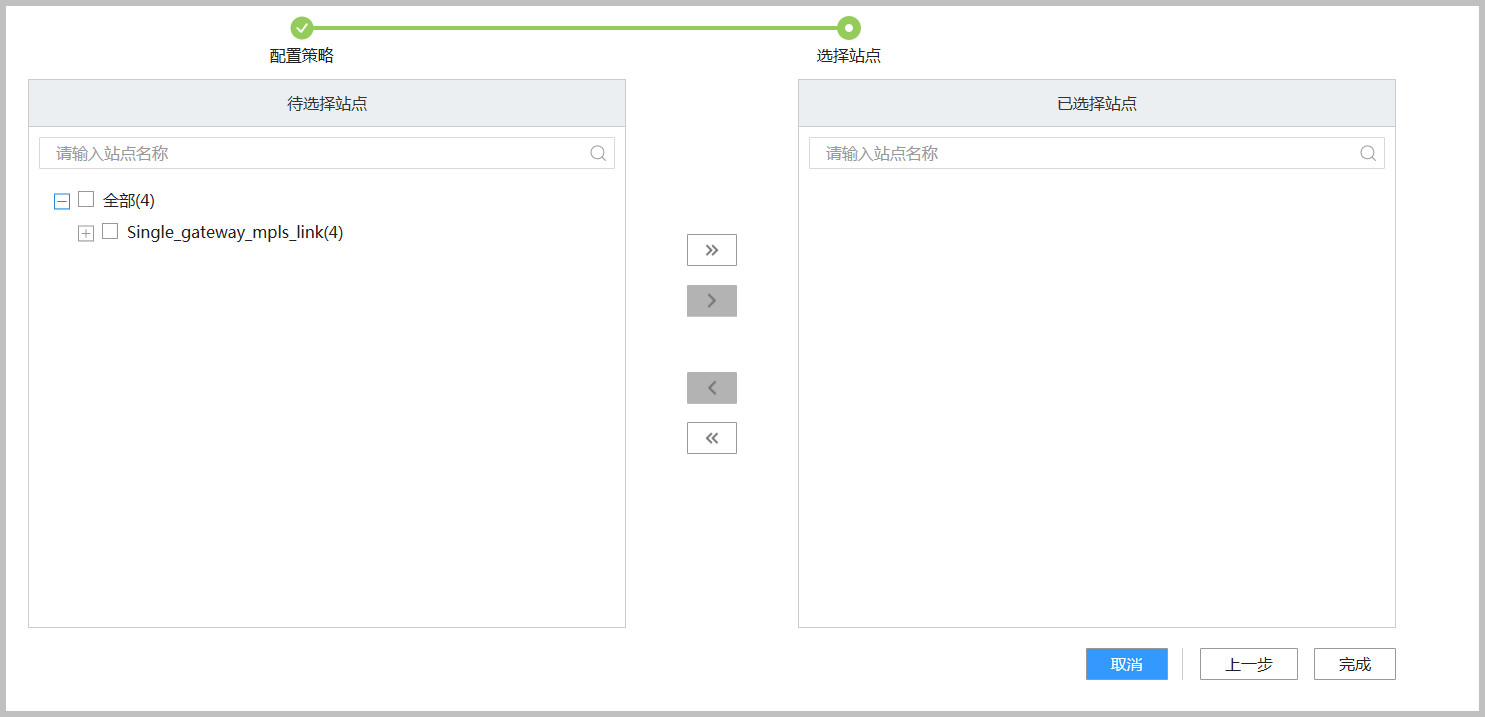 配置策略
选择站点
待选择站点
请输入站点名称
全部(4)
Single_gateway_mpls_link(4)
已选择站点
请输入站点名称
取消
上一步
完成